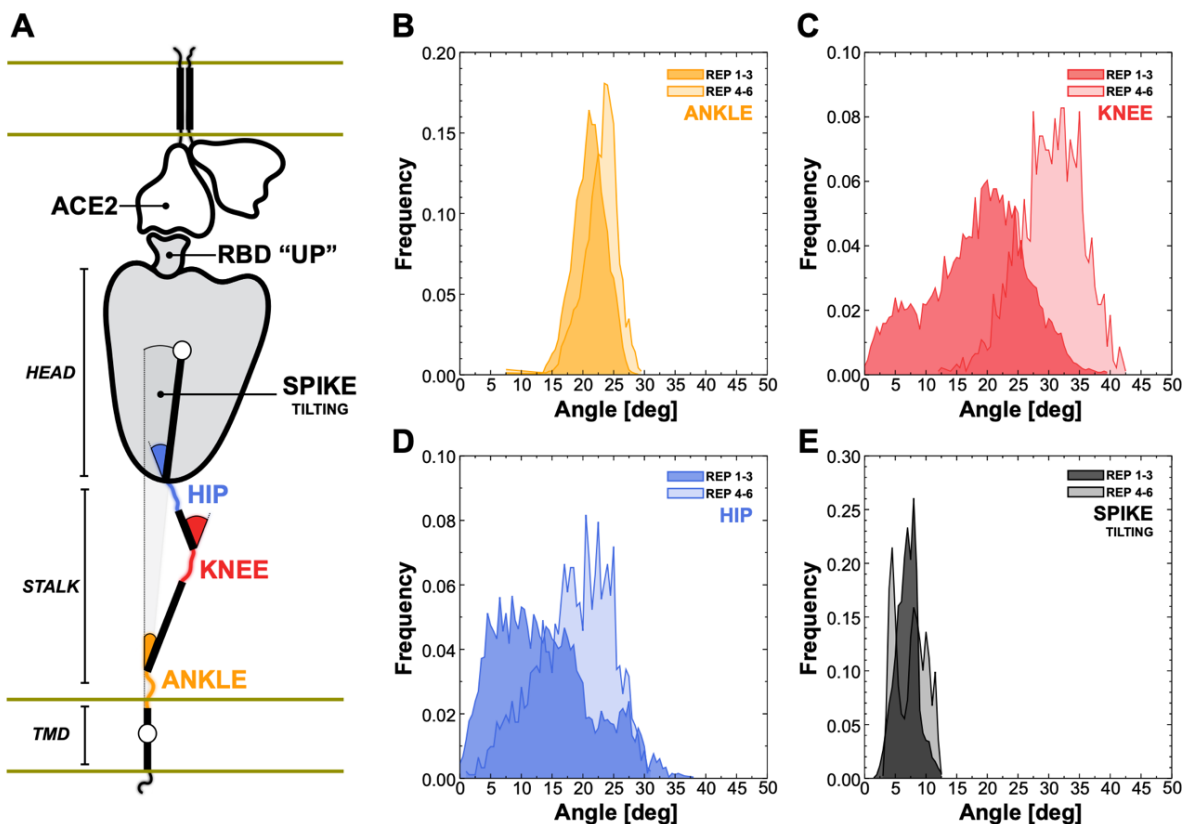 A
ACE2
RBD “UP”
HEAD
SPIKE
TILTING
HIP
KNEE
STALK
ANKLE
TMD
B
0.20
0.15
0.10
0.05
0.00
Frequency
REP 1-3
REP 4-6
ANKLE
0 5 10 15 20 25 30 35 40 45 50
Angle [deg]
C
0.10
0.08
0.06
0.04
0.02
0.00
Frequency
REP 1-3
REP 4-6
KNEE
0 5 10 15 20 25 30 35 40 45 50
Angle [deg]
D
0.10
0.08
0.06
0.04
0.02
0.00
Frequency
REP 1-3
REP 4-6
HIP
0 5 10 15 20 25 30 35 40 45 50
Angle [deg]
E
0.30
0.25
0.20
0.15
0.10
0.05
0.00
Frequency
REP 1-3
REP 4-6
SPIKE
TILTING
0 5 10 15 20 25 30 35 40 45 50
Angle [deg]